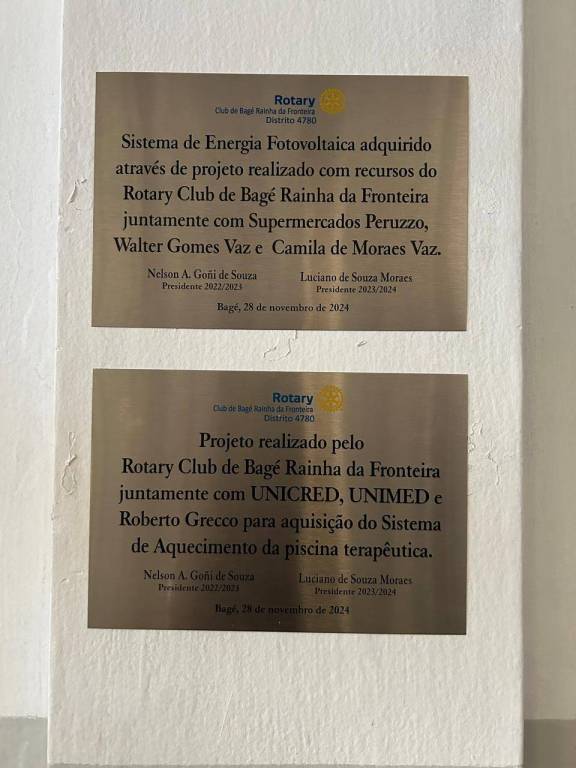 Rotary
Club de Bagé Rainha da Fronteira
Distrito 4780
Sistema de Energia Fotovoltaica adquirido
através de projeto realizado com recursos do
Rotary Club de Bagé Rainha da Fronteira
juntamente com Supermercados Peruzzo,
Walter Gomes Vaz e Camila de Moraes Vaz.
Nelson A. Goñi de Souza Luciano de Souza Moraes
Presidente 2022/2023 Presidente 2023/2024
Bagé, 28 de novembro de 2024
Rotary
Club de Bagé Rainha da Fronteira
Distrito 4780
Projeto realizado pelo
Rotary Club de Bagé Rainha da Fronteira
juntamente com UNICRED, UNIMED e
Roberto Grecco para aquisição do Sistema
de Aquecimento da piscina terapêutica.
Nelson A. Goñi de Souza Luciano de Souza Moraes
Presidente 2022/2023 Presidente 2023/2024
Bagé, 28 de novembro de 2024